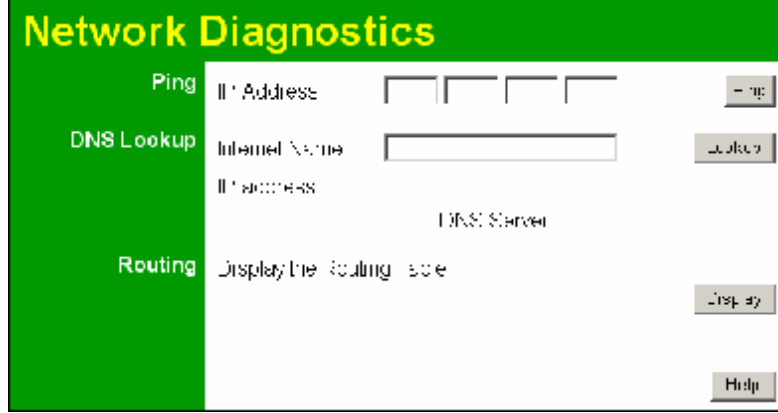 Network Diagnostics
Ping IP Address Ping
DNS Lookup Internet Name Lookup
IP address
DNS Server
Routing Display the Routing Table
Display
Help